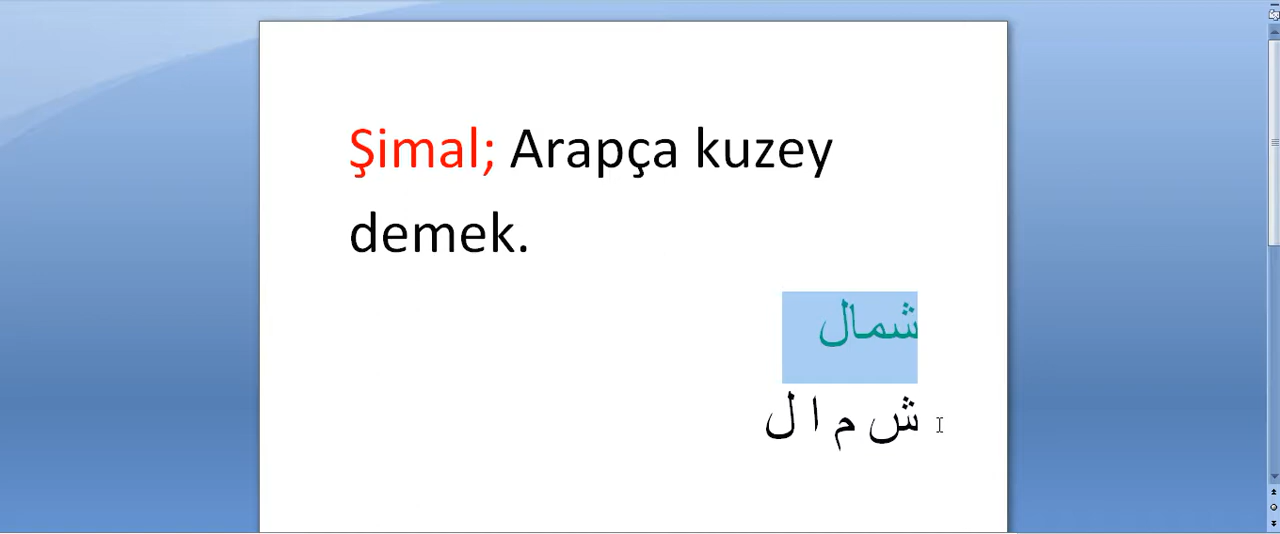 Şimal; Arapça kuzey
demek.
شمال
ش م ا ل